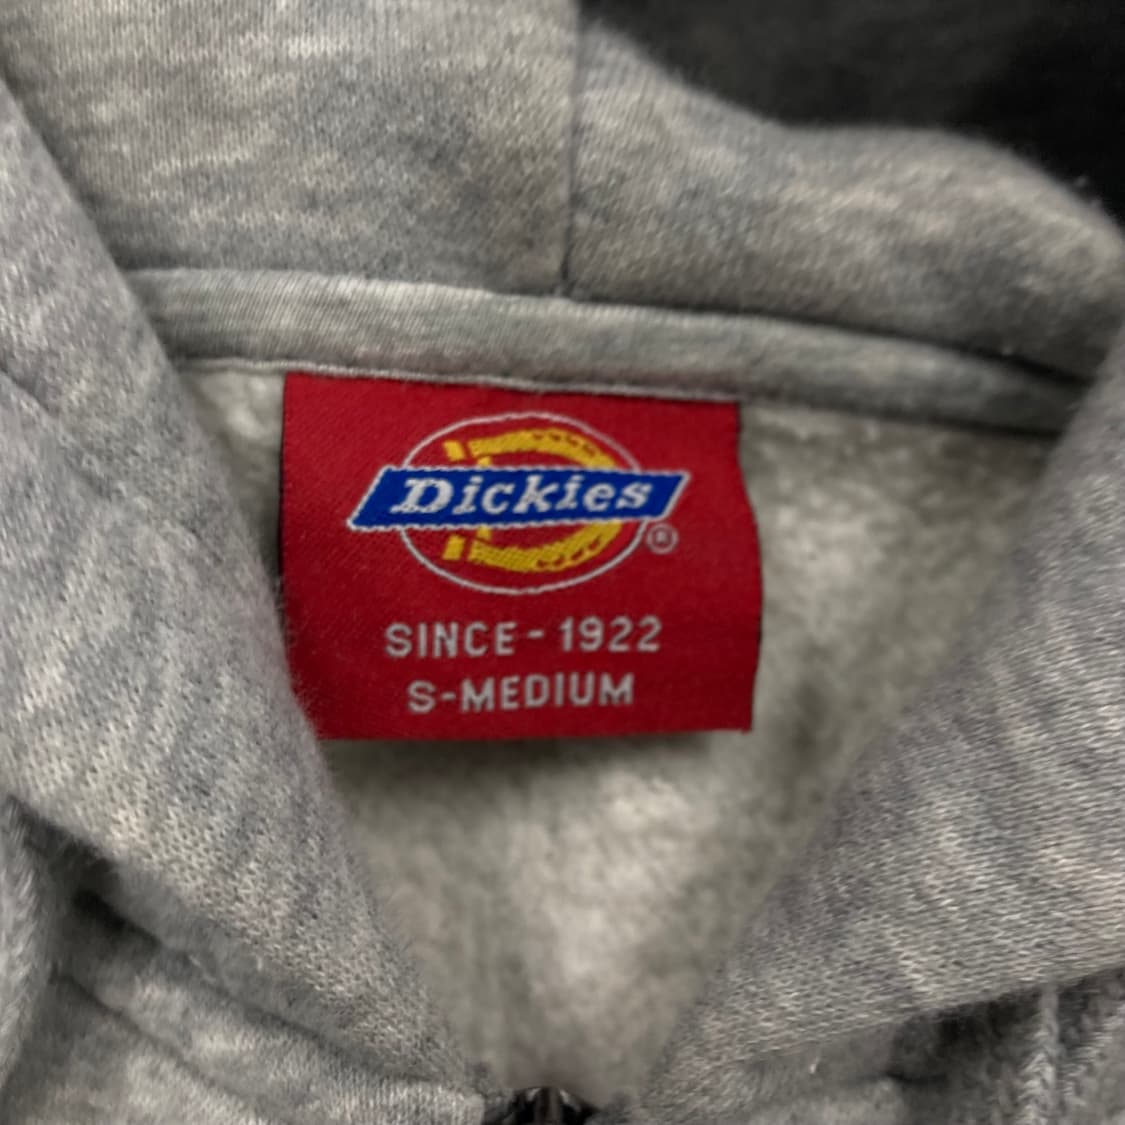 Dickies
®
SINCE - 1922
S-MEDIUM